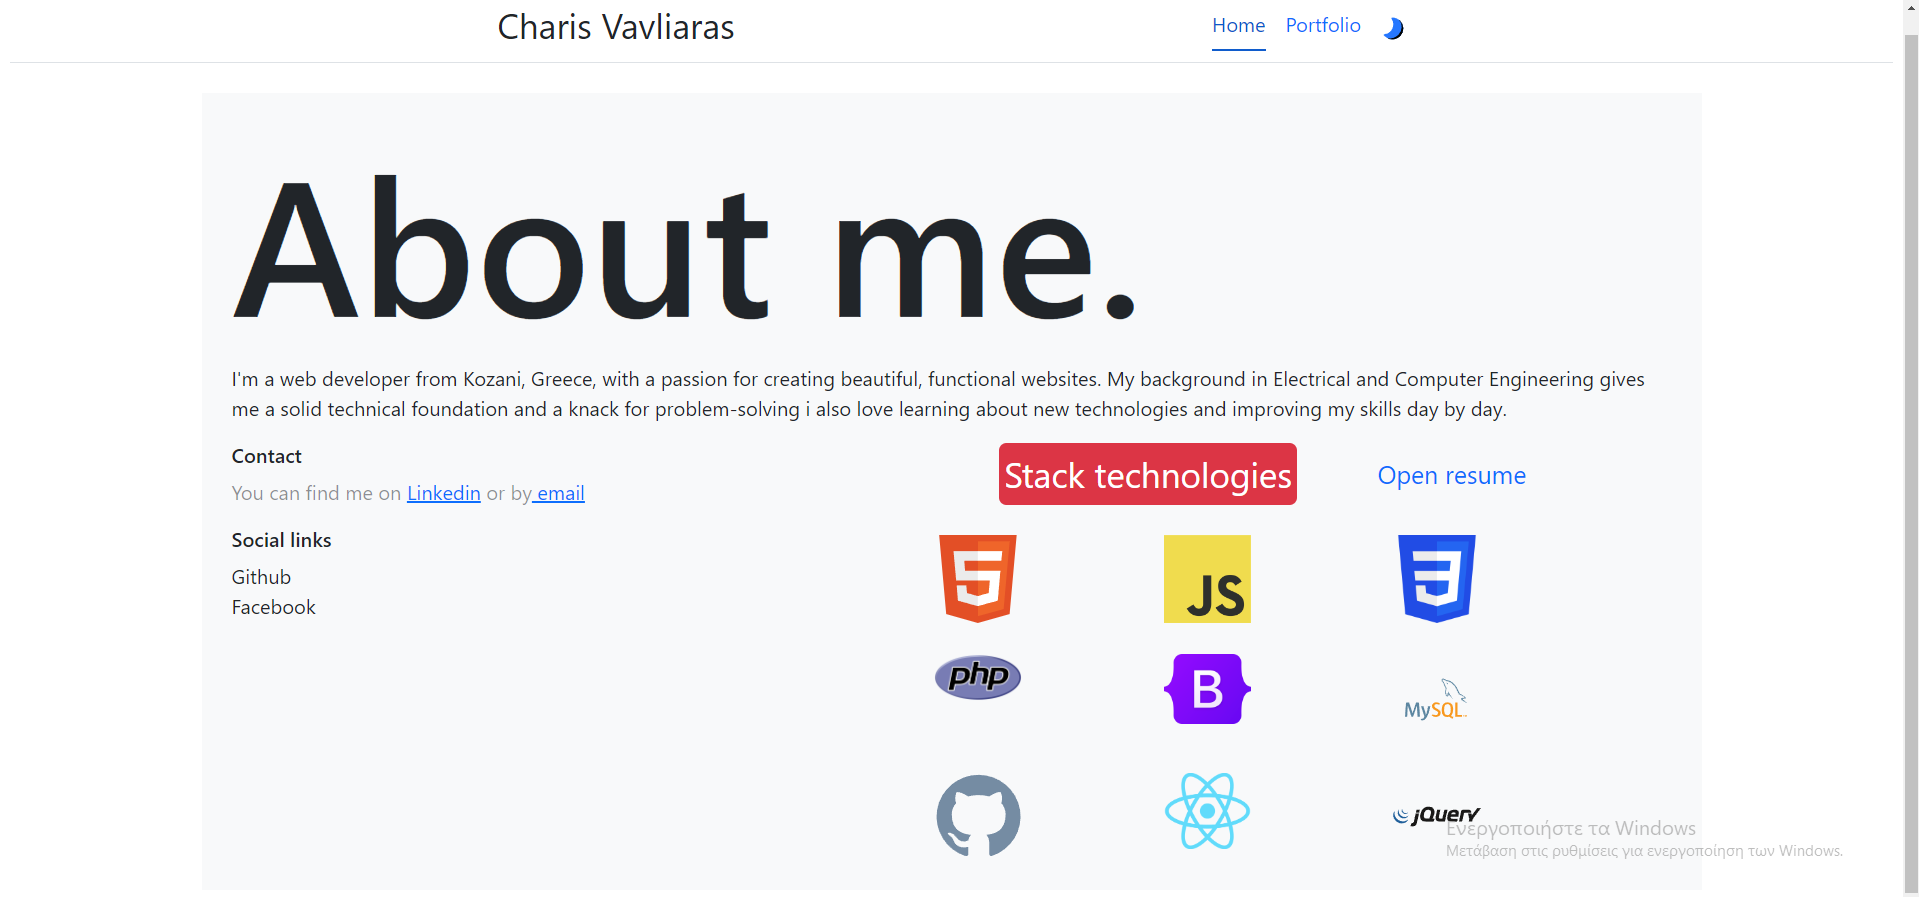 Charis Vavliaras
Home Portfolio
About me.
I'm a web developer from Kozani, Greece, with a passion for creating beautiful, functional websites. My background in Electrical and Computer Engineering gives
me a solid technical foundation and a knack for problem-solving i also love learning about new technologies and improving my skills day by day.
Contact
You can find me on Linkedin or by email
Social links
Github
Facebook
Stack technologies
Open resume
5
JS
3
php
B
MySQL
jQuery
Ενεργοποιήστε τα Windows
Μετάβαση στις ρυθμίσεις για ενεργοποίηση των Windows.